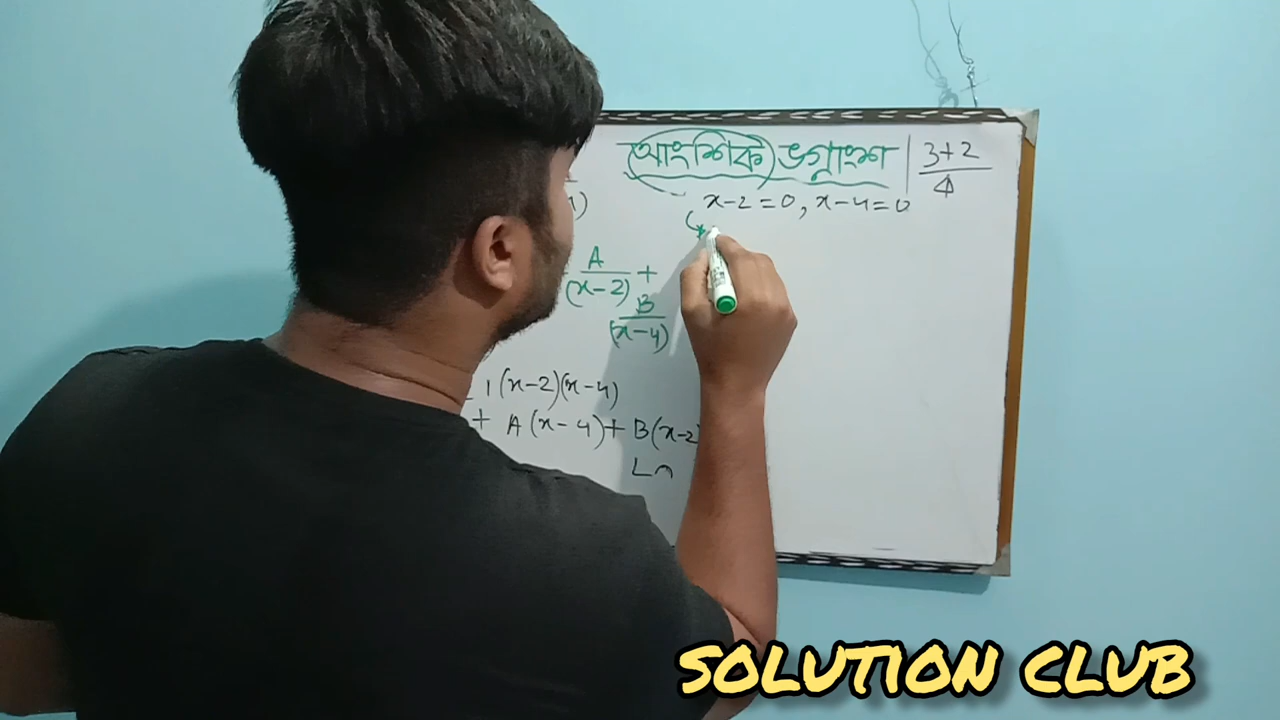 আংশিক ভগ্নাংশ
3+2
4
x-2=0, x-4=0
A
(x-2) +
B
(x-4)
1(x-2)(x-4)
+ A(x-4)+ B(x-2
SOLUTION CLUB